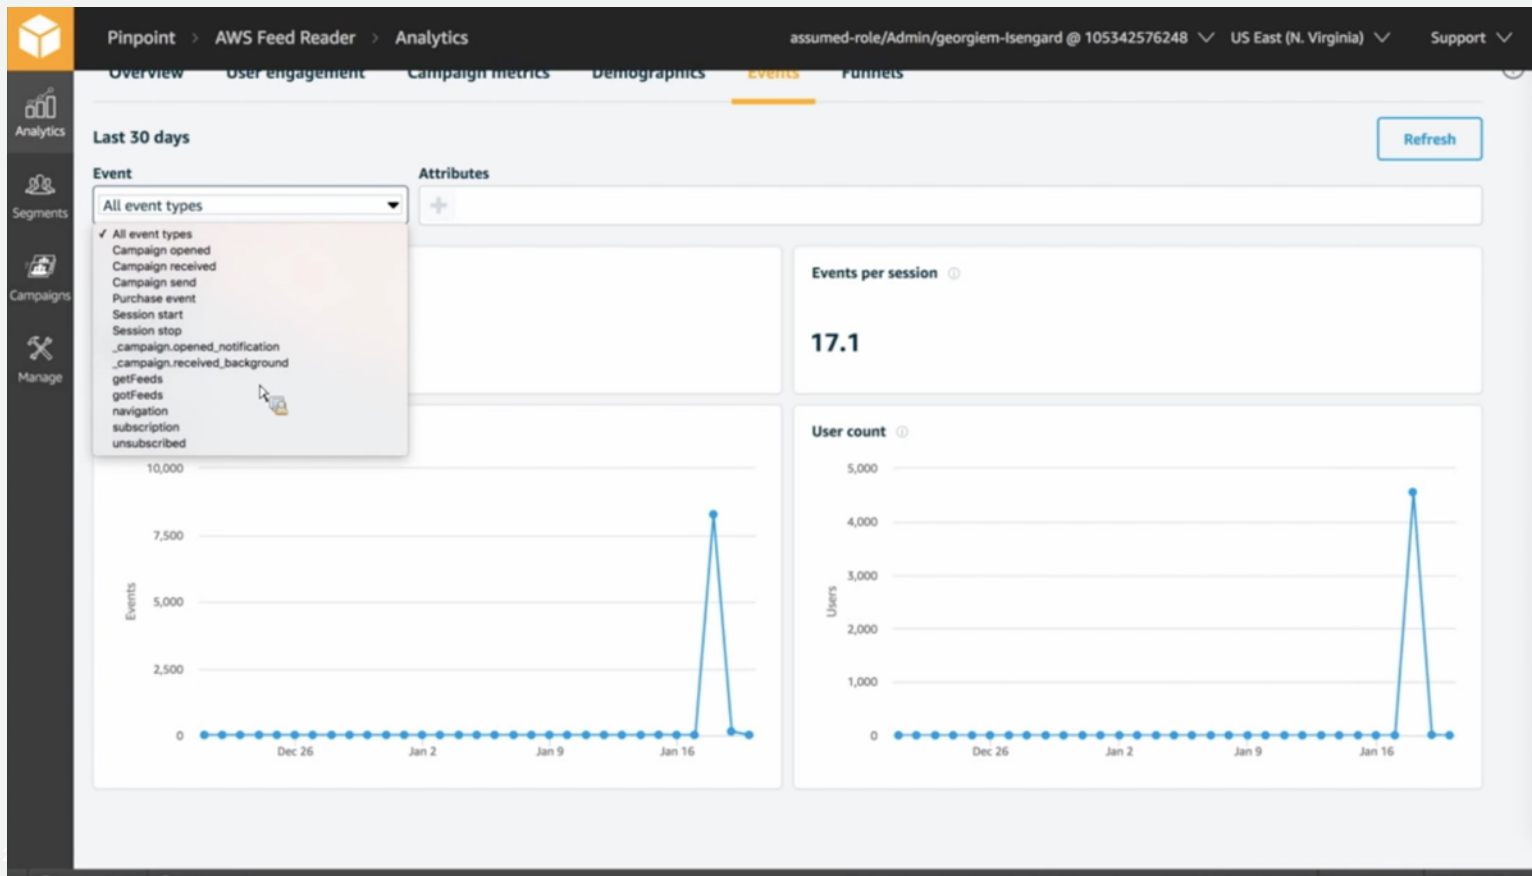 Pinpoint > AWS Feed Reader > Analytics
assumed-role/Admin/georgiem-Isengard @ 105342576248
US East (N. Virginia)
Support
Overview User engagement Campaign metrics Demographics Events Funnels
Analytics
Segments
Campaigns
Manage
Last 30 days
Refresh
Event
Attributes
All event types
✓ All event types
Campaign opened
Campaign received
Campaign send
Purchase event
Session start
Session stop
_campaign.opened_notification
_campaign.received_background
getFeeds
gotFeeds
navigation
subscription
unsubscribed
Events per session
17.1
10,000
7,500
5,000
2,500
0
Events
Dec 26 Jan 2 Jan 9 Jan 16
User count
5,000
4,000
3,000
2,000
1,000
0
Users
Dec 26 Jan 2 Jan 9 Jan 16